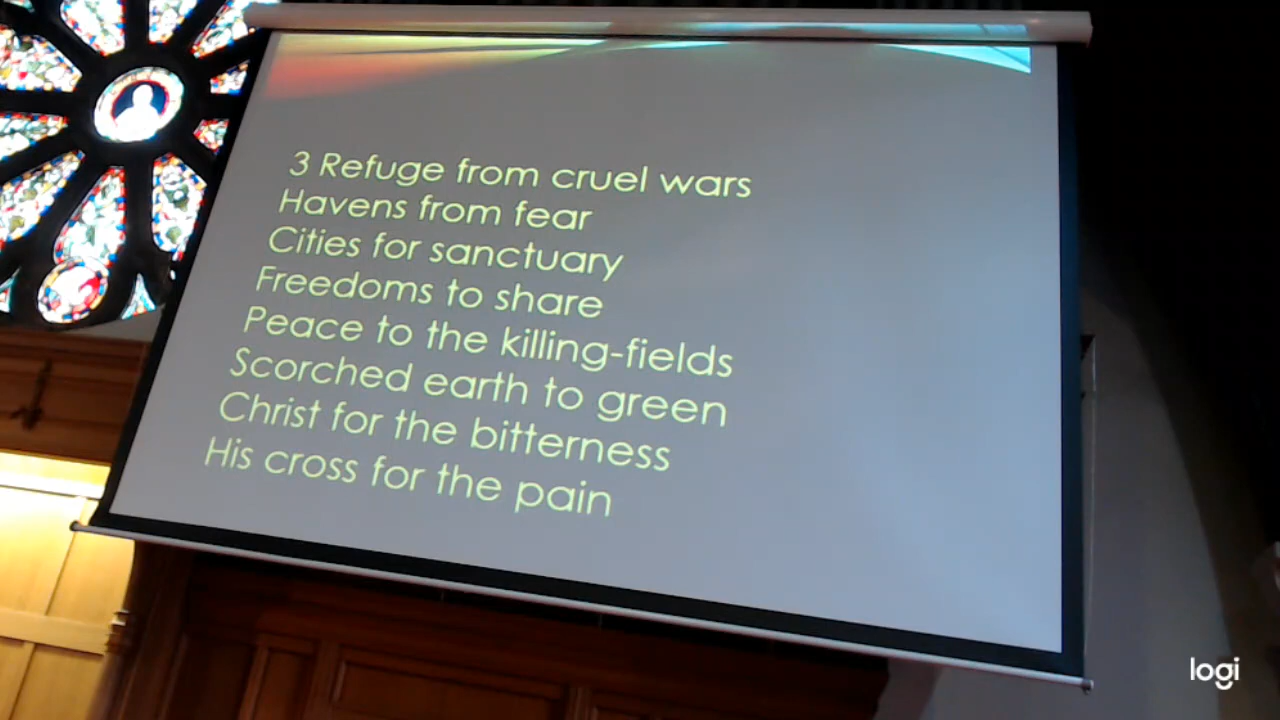 3 Refuge from cruel wars
Havens from fear
Cities for sanctuary
Freedoms to share
Peace to the killing-fields
Scorched earth to green
Christ for the bitterness
His cross for the pain
logi